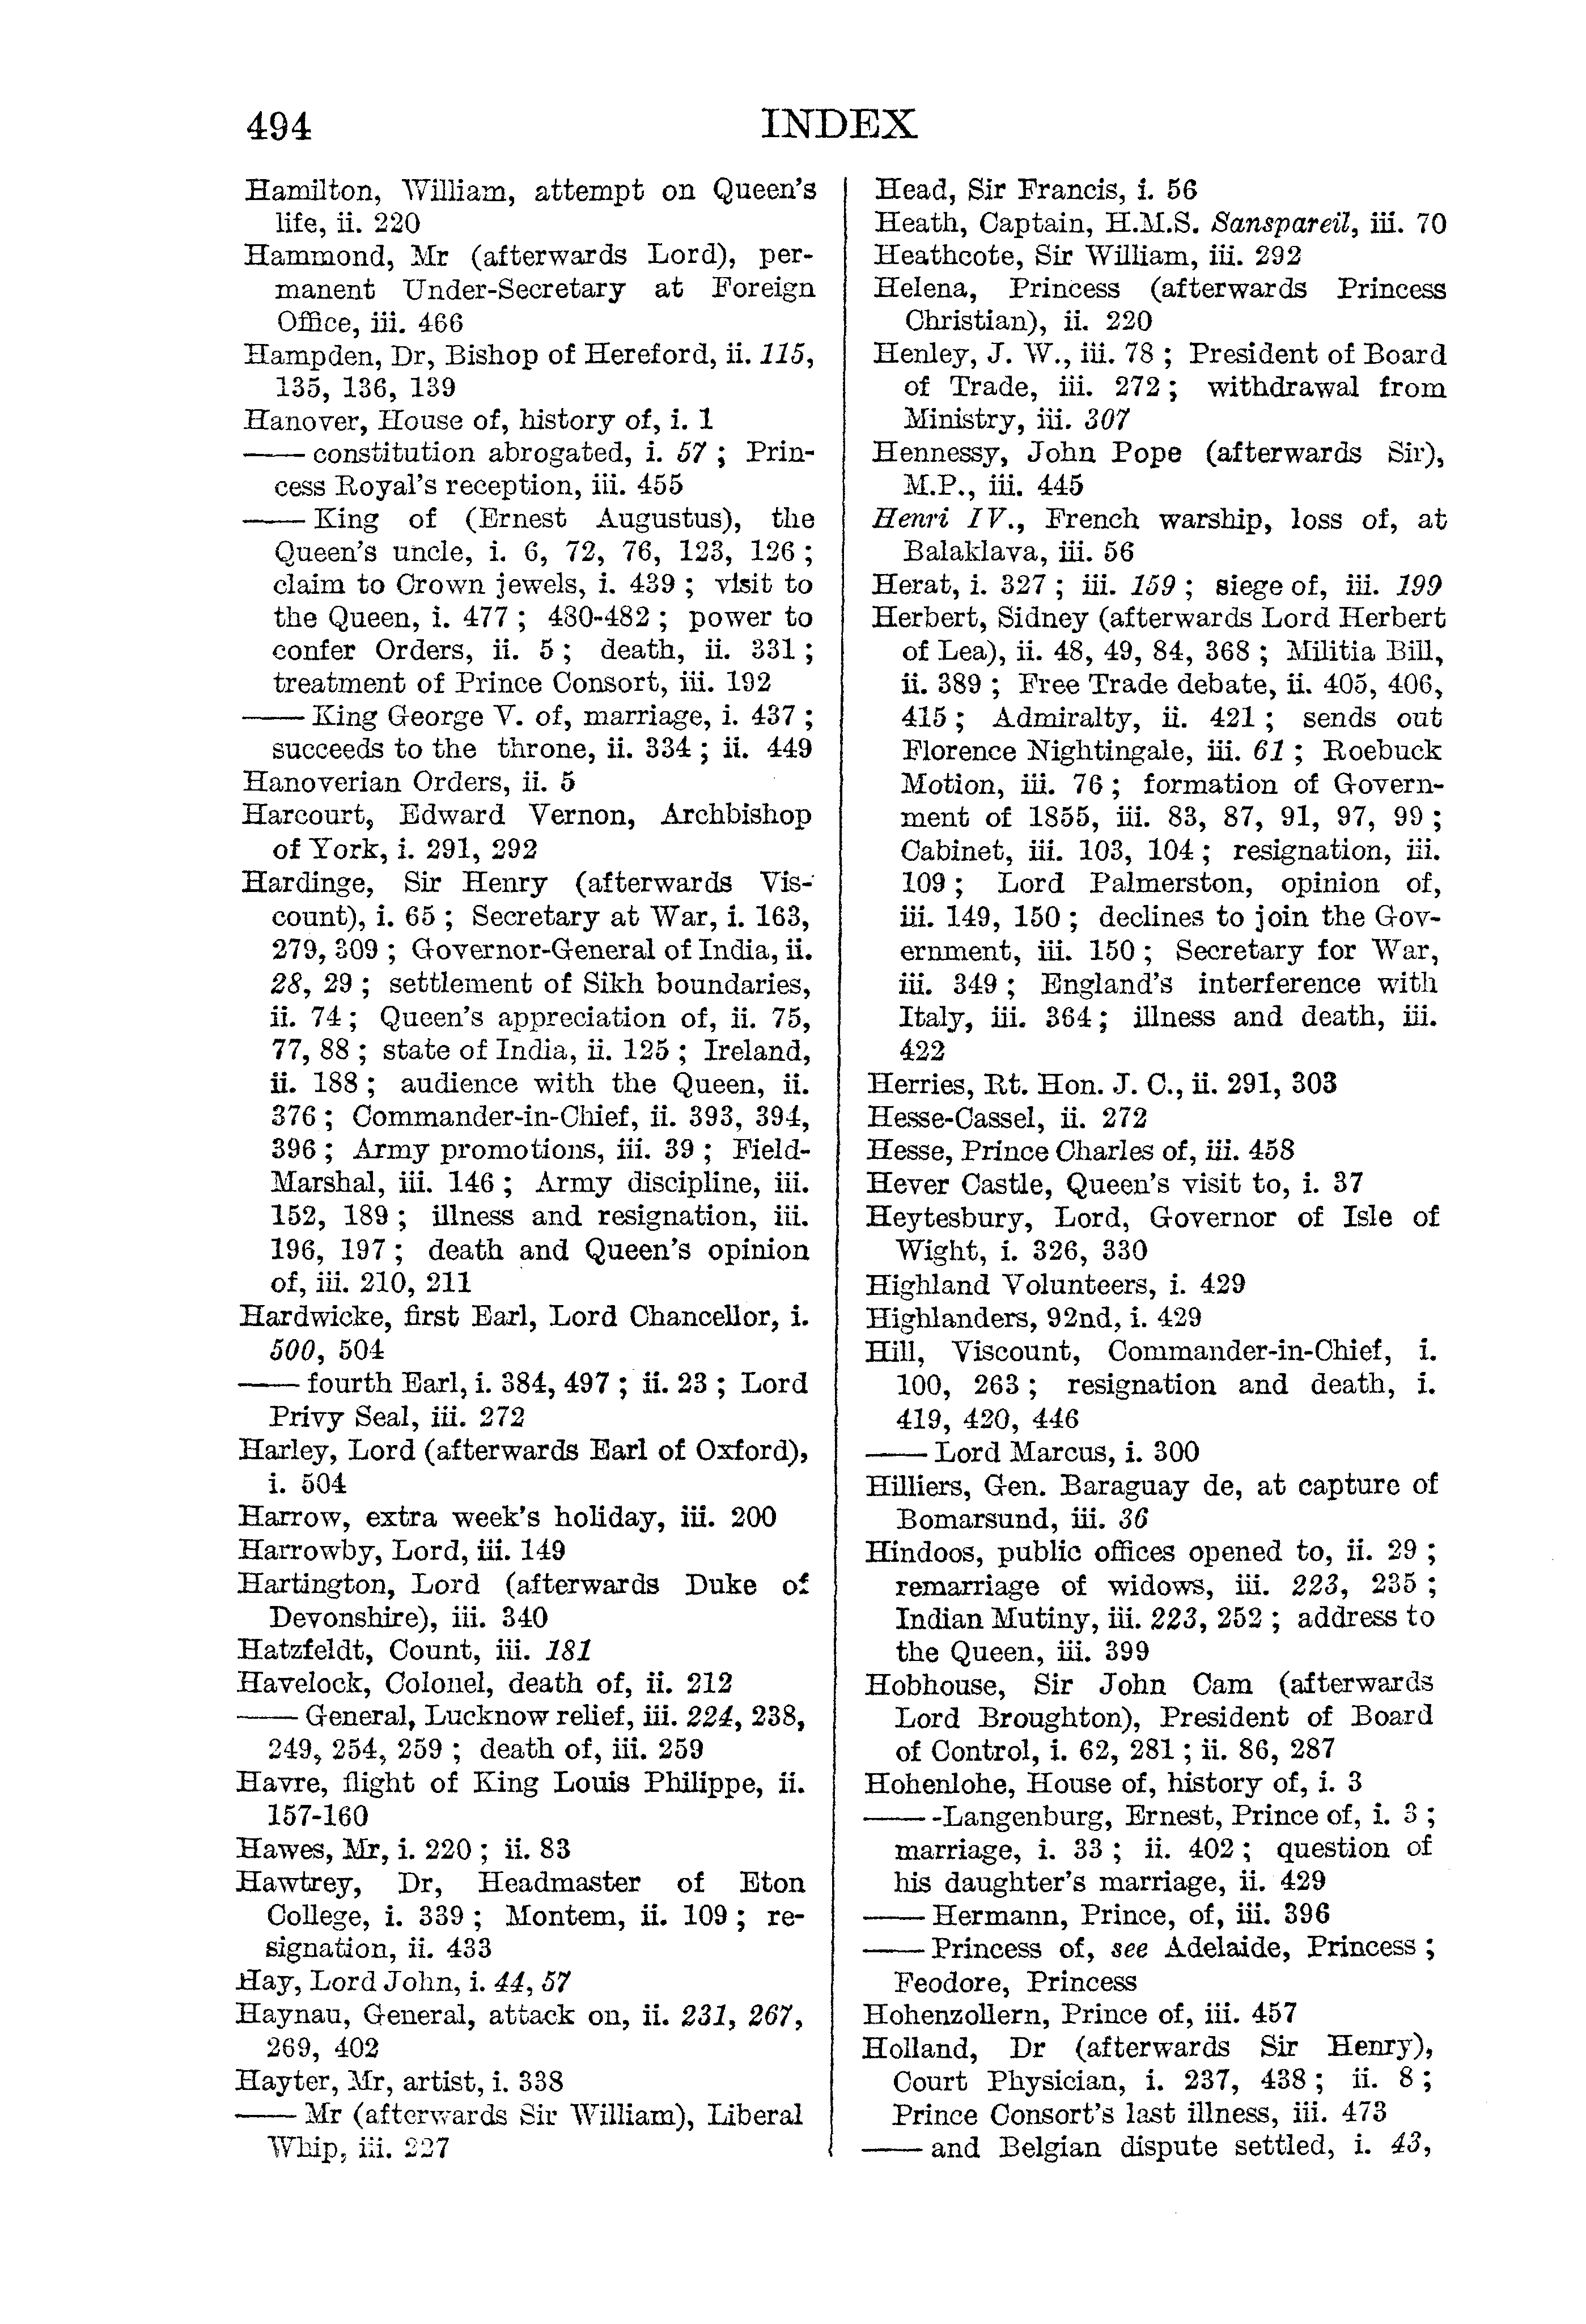 494
INDEX
Hamilton, William, attempt on Queen's
life, ii. 220
Hammond, Mr (afterwards Lord), per-
manent Under-Secretary at Foreign
Office, iii. 466
Hampden, Dr, Bishop of Hereford, ii. 115,
135, 136, 139
Hanover, House of, history of, i. 1
—— constitution abrogated, i. 57 ; Prin-
cess Royal's reception, iii. 455
—— King of (Ernest Augustus), the
Queen's uncle, i. 6, 72, 76, 123, 126 ;
claim to Crown jewels, i. 439 ; visit to
the Queen, i. 477 ; 480-482 ; power to
confer Orders, ii. 5 ; death, ii. 331 ;
treatment of Prince Consort, iii. 192
—— King George V. of, marriage, i. 437 ;
succeeds to the throne, ii. 334 ; ii. 449
Hanoverian Orders, ii. 5
Harcourt, Edward Vernon, Archbishop
of York, i. 291, 292
Hardinge, Sir Henry (afterwards Vis-
count), i. 65 ; Secretary at War, i. 163,
279, 309 ; Governor-General of India, ii.
28, 29 ; settlement of Sikh boundaries,
ii. 74 ; Queen's appreciation of, ii. 75,
77, 88 ; state of India, ii. 125 ; Ireland,
ii. 188 ; audience with the Queen, ii.
376 ; Commander-in-Chief, ii. 393, 394,
396 ; Army promotions, iii. 39 ; Field-
Marshal, iii. 146 ; Army discipline, iii.
152, 189 ; illness and resignation, iii.
196, 197 ; death and Queen's opinion
of, iii. 210, 211
Hardwicke, first Earl, Lord Chancellor, i.
500, 504
—— fourth Earl, i. 384, 497 ; ii. 23 ; Lord
Privy Seal, iii. 272
Harley, Lord (afterwards Earl of Oxford),
i. 504
Harrow, extra week's holiday, iii. 200
Harrowby, Lord, iii. 149
Hartington, Lord (afterwards Duke of
Devonshire), iii. 340
Hatzfeldt, Count, iii. 181
Havelock, Colonel, death of, ii. 212
—— General, Lucknow relief, iii. 224, 238,
249, 254, 259 ; death of, iii. 259
Havre, flight of King Louis Philippe, ii.
157-160
Hawes, Mr, i. 220 ; ii. 83
Hawtrey, Dr, Headmaster of Eton
College, i. 339 ; Montem, ii. 109 ; re-
signation, ii. 433
Hay, Lord John, i. 44, 57
Haynau, General, attack on, ii. 231, 267,
269, 402
Hayter, Mr, artist, i. 338
—— Mr (afterwards Sir William), Liberal
Whip, iii. 227
Head, Sir Francis, i. 56
Heath, Captain, H.M.S. Sanspareil, iii. 70
Heathcote, Sir William, iii. 292
Helena, Princess (afterwards Princess
Christian), ii. 220
Henley, J. W., iii. 78 ; President of Board
of Trade, iii. 272 ; withdrawal from
Ministry, iii. 307
Hennessy, John Pope (afterwards Sir),
M.P., iii. 445
Henri IV., French warship, loss of, at
Balaklava, iii. 56
Herat, i. 327 ; iii. 159 ; siege of, iii. 199
Herbert, Sidney (afterwards Lord Herbert
of Lea), ii. 48, 49, 84, 368 ; Militia Bill,
ii. 389 ; Free Trade debate, ii. 405, 406,
415 ; Admiralty, ii. 421 ; sends out
Florence Nightingale, iii. 61 ; Roebuck
Motion, iii. 76 ; formation of Govern-
ment of 1855, iii. 83, 87, 91, 97, 99 ;
Cabinet, iii. 103, 104 ; resignation, iii.
109 ; Lord Palmerston, opinion of,
iii. 149, 150 ; declines to join the Gov-
ernment, iii. 150 ; Secretary for War,
iii. 349 ; England's interference with
Italy, iii. 364 ; illness and death, iii.
422
Herries, Rt. Hon. J. C., ii. 291, 303
Hesse-Cassel, ii. 272
Hesse, Prince Charles of, iii. 458
Hever Castle, Queen's visit to, i. 37
Heytesbury, Lord, Governor of Isle of
Wight, i. 326, 330
Highland Volunteers, i. 429
Highlanders, 92nd, i. 429
Hill, Viscount, Commander-in-Chief, i.
100, 263 ; resignation and death, i.
419, 420, 446
—— Lord Marcus, i. 300
Hilliers, Gen. Baraguay de, at capture of
Bomarsund, iii. 36
Hindoos, public offices opened to, ii. 29 ;
remarriage of widows, iii. 223, 235 ;
Indian Mutiny, iii. 223, 252 ; address to
the Queen, iii. 399
Hobhouse, Sir John Cam (afterwards
Lord Broughton), President of Board
of Control, i. 62, 281 ; ii. 86, 287
Hohenlohe, House of, history of, i. 3
—— -Langenburg, Ernest, Prince of, i. 3 ;
marriage, i. 33 ; ii. 402 ; question of
his daughter's marriage, ii. 429
—— Hermann, Prince, of, iii. 396
—— Princess of, see Adelaide, Princess ;
Feodore, Princess
Hohenzollern, Prince of, iii. 457
Holland, Dr (afterwards Sir Henry),
Court Physician, i. 237, 438 ; ii. 8 ;
Prince Consort's last illness, iii. 473
—— and Belgian dispute settled, i. 43,